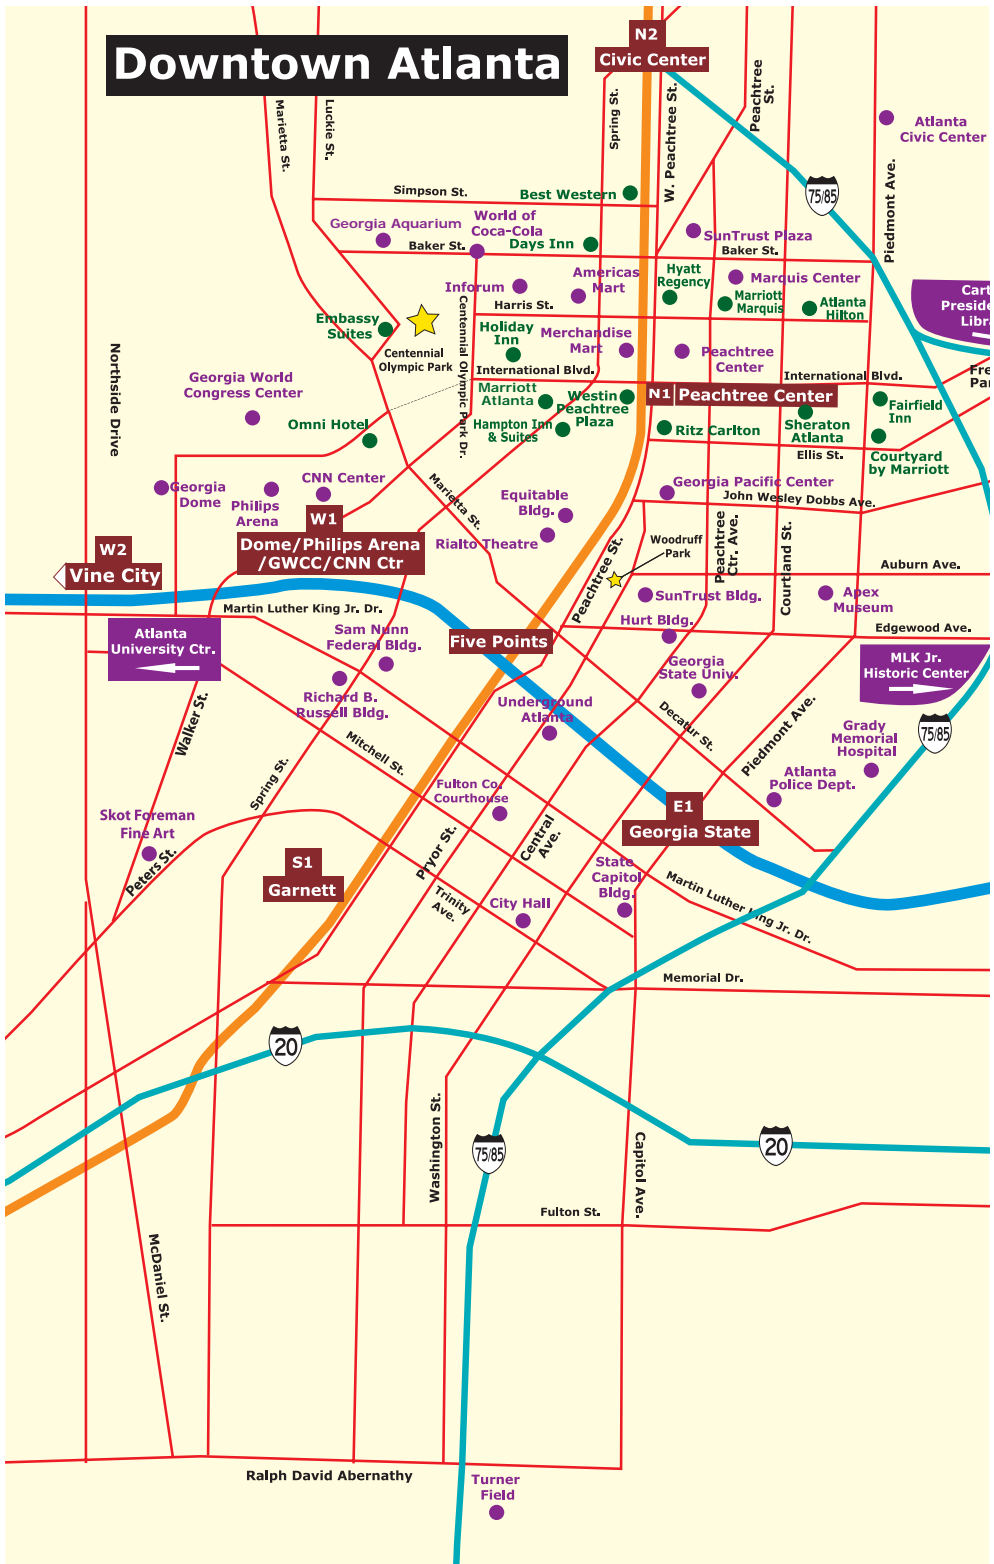 Downtown Atlanta
N2
Civic Center
Marietta St.
Luckie St.
Spring St.
W. Peachtree St.
Peachtree
St.
Atlanta
Civic Center
75/85
Piedmont Ave.
Simpson St.
Best Western
Georgia Aquarium
World of
Coca-Cola
Days Inn
Baker St.
SunTrust Plaza
Baker St.
Inforum
Americas
Mart
Hyatt
Regency
Marquis Center
Marriott
Marquis
Atlanta
Hilton
Harris St.
Embassy
Suites
Centennial
Olympic Park
Centennial Olympic Park Dr.
Holiday
Inn
Merchandise
Mart
Peachtree
Center
International Blvd.
International Blvd.
Northside Drive
Georgia World
Congress Center
Omni Hotel
Marriott
Atlanta
Westin
Peachtree
Plaza
Hampton Inn
& Suites
N1
Peachtree Center
Ritz Carlton
Sheraton
Atlanta
Fairfield
Inn
Courtyard
by Marriott
Ellis St.
Georgia
Dome
Philips
Arena
CNN Center
Marietta St.
Equitable
Bldg.
Rialto Theatre
Georgia Pacific Center
John Wesley Dobbs Ave.
W1
Dome/Philips Arena
/GWCC/CNN Ctr
W2
Vine City
Woodruff
Park
Peachtree St.
Peachtree
Ctr. Ave.
Courtland St.
Auburn Ave.
SunTrust Bldg.
Apex
Museum
Hurt Bldg.
Edgewood Ave.
Martin Luther King Jr. Dr.
Atlanta
University Ctr.
Sam Nunn
Federal Bldg.
Five Points
Georgia
State Univ.
MLK Jr.
Historic Center
Richard B.
Russell Bldg.
Underground
Atlanta
Decatur St.
Piedmont Ave.
75/85
Walker St.
Spring St.
Mitchell St.
Grady
Memorial
Hospital
Atlanta
Police Dept.
Fulton Co.
Courthouse
E1
Georgia State
Skot Foreman
Fine Art
Peters St.
S1
Garnett
Pryor St.
Central
Ave.
State
Capitol
Bldg.
Trinity
Ave.
City Hall
Martin Luther King Jr. Dr.
Memorial Dr.
20
75/85
20
Washington St.
Capitol Ave.
Fulton St.
McDaniel St.
Ralph David Abernathy
Turner
Field